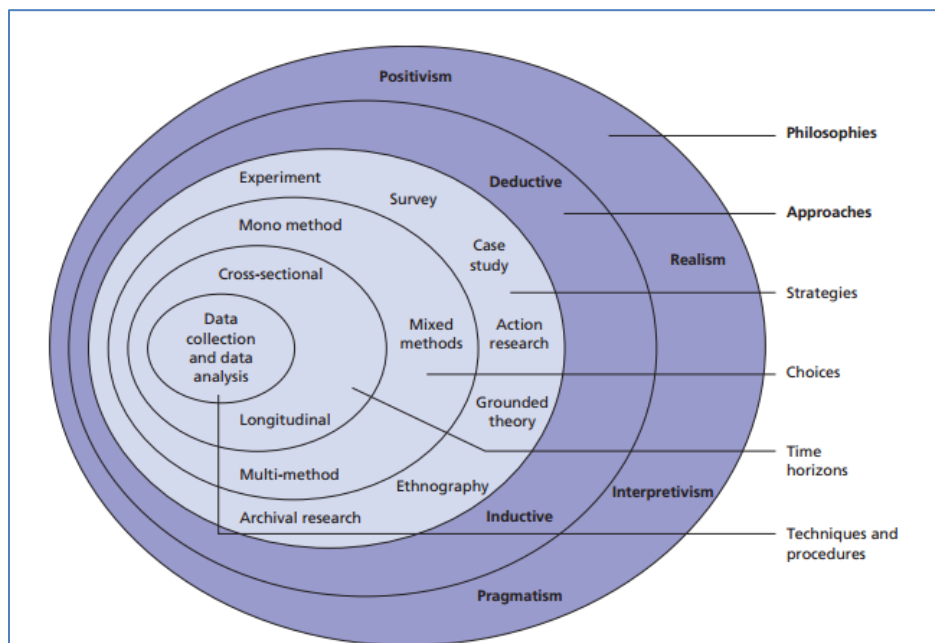 Positivism
Philosophies
Experiment
Deductive
Survey
Approaches
Mono method
Case
study
Realism
Cross-sectional
Strategies
Data
collection
and data
analysis
Mixed
methods
Action
research
Choices
Grounded
theory
Longitudinal
Time
horizons
Multi-method
Ethnography
Interpretivism
Archival research
Inductive
Techniques and
procedures
Pragmatism